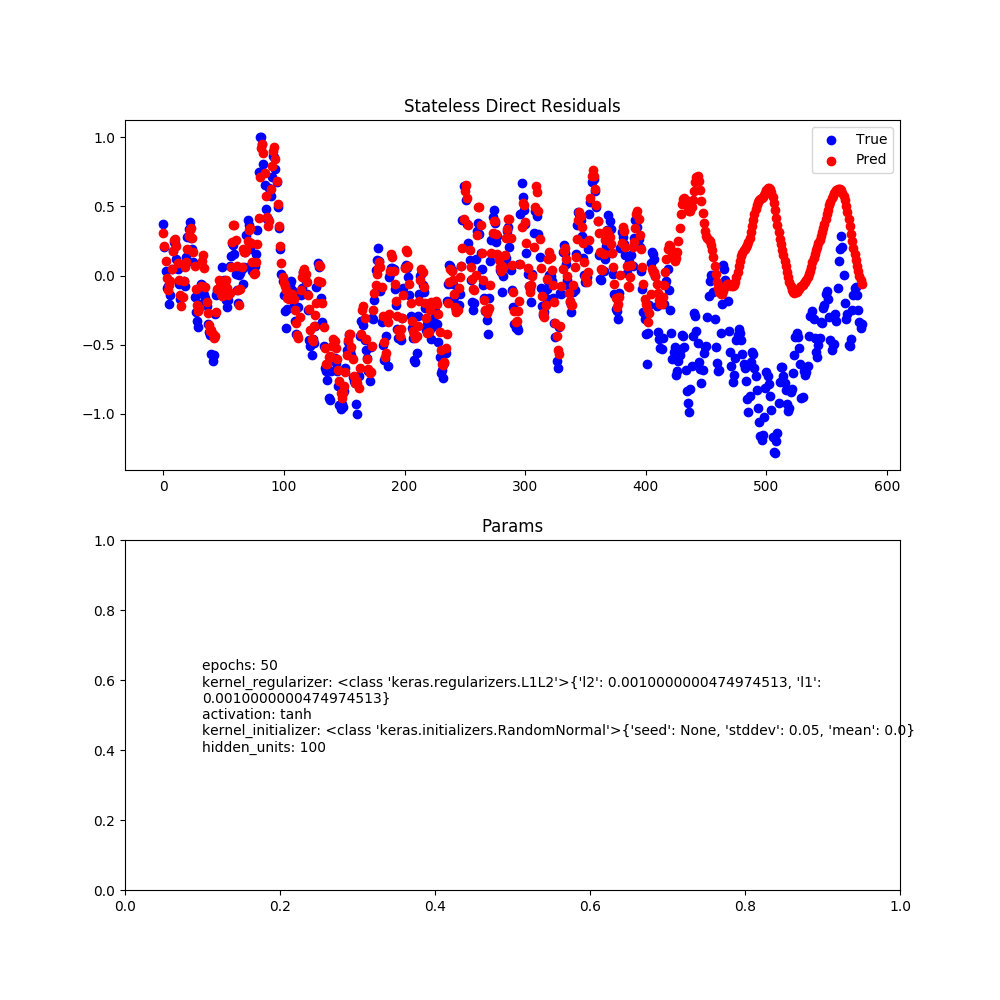 Stateless Direct Residuals
True
Pred
1.0
0.5
0.0
−0.5
−1.0
0 100 200 300 400 500 600
Params
1.0
0.8
0.6
0.4
0.2
0.0
epochs: 50
kernel_regularizer: <class 'keras.regularizers.L1L2'>{'l2': 0.0010000000474974513, 'l1':
0.0010000000474974513}
activation: tanh
kernel_initializer: <class 'keras.initializers.RandomNormal'>{'seed': None, 'stddev': 0.05, 'mean': 0.0}
hidden_units: 100
0.0 0.2 0.4 0.6 0.8 1.0